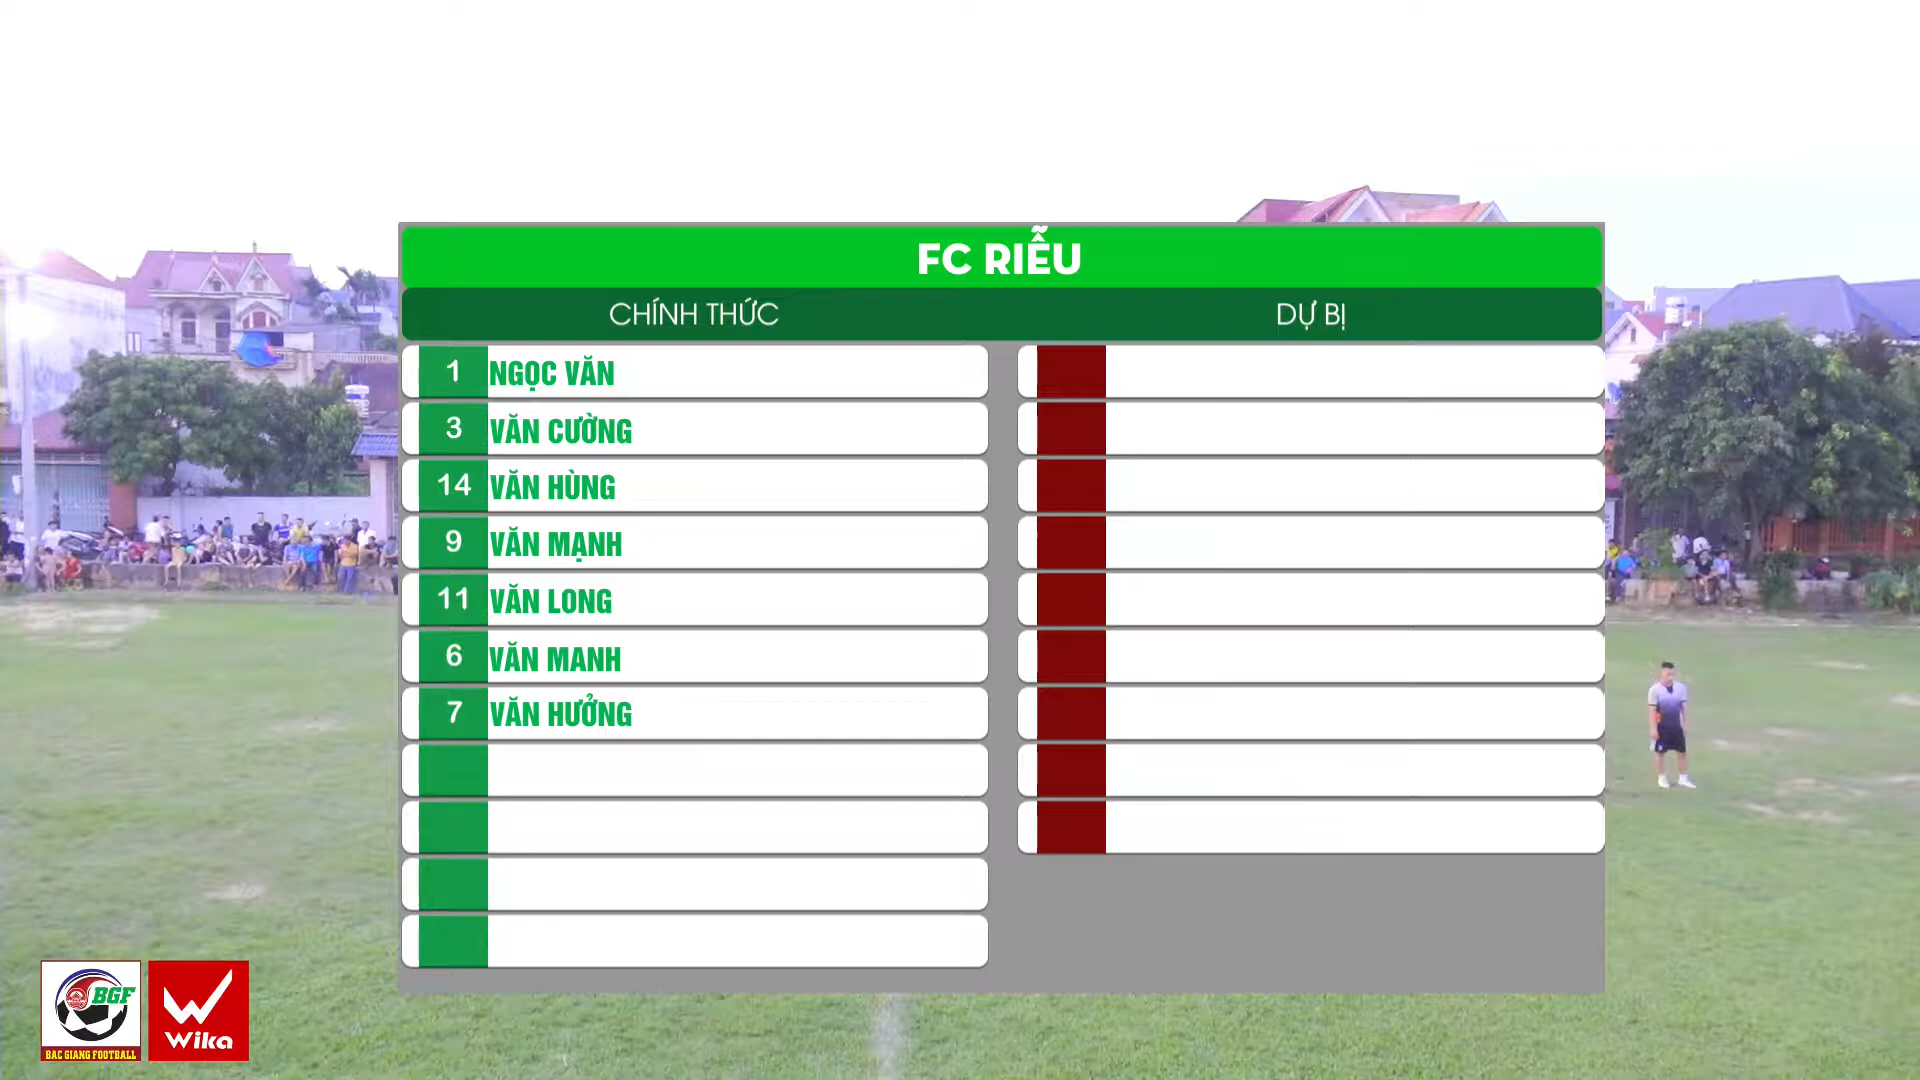 FC RIỄU
CHÍNH THỨC
DỰ BỊ
1 NGỌC VĂN
3 VĂN CƯỜNG
14 VĂN HÙNG
9 VĂN MẠNH
11 VĂN LONG
6 VĂN MANH
7 VĂN HƯỞNG
BGF
BAC GIANG FOOTBALL
Wika